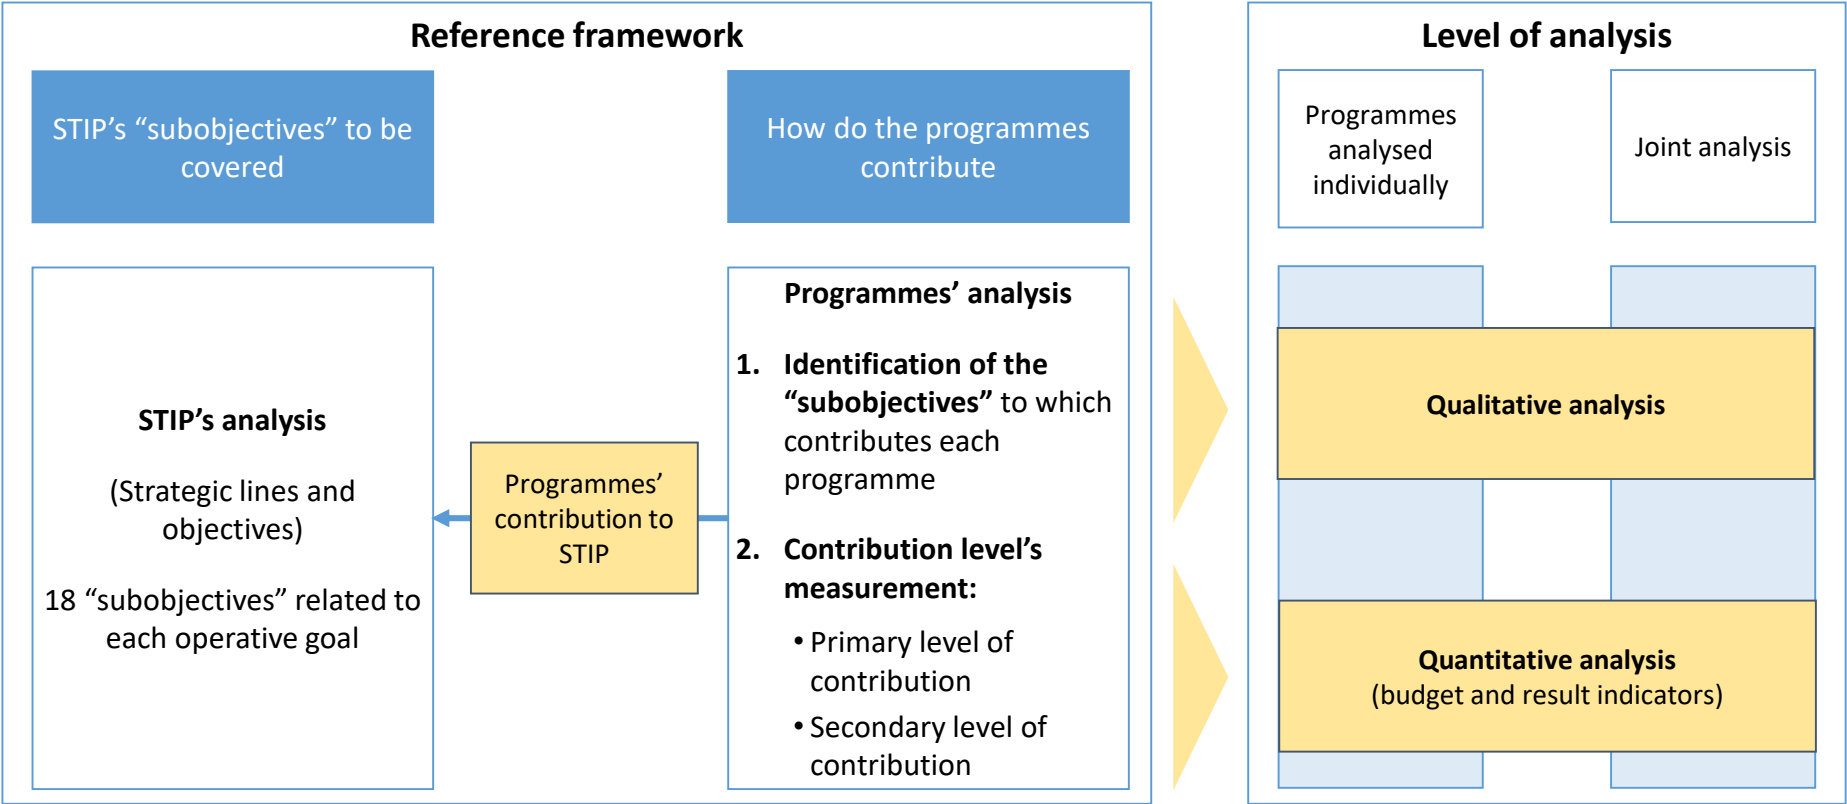 Reference framework
STIP’s “subobjectives” to be
covered
How do the programmes
contribute
STIP’s analysis
(Strategic lines and
objectives)
18 “subobjectives” related to
each operative goal
Programmes’
contribution to
STIP
Programmes’ analysis
1. Identification of the
“subobjectives” to which
contributes each
programme
2. Contribution level’s
measurement:
• Primary level of
contribution
• Secondary level of
contribution
Level of analysis
Programmes
analysed
individually
Joint analysis
Qualitative analysis
Quantitative analysis
(budget and result indicators)